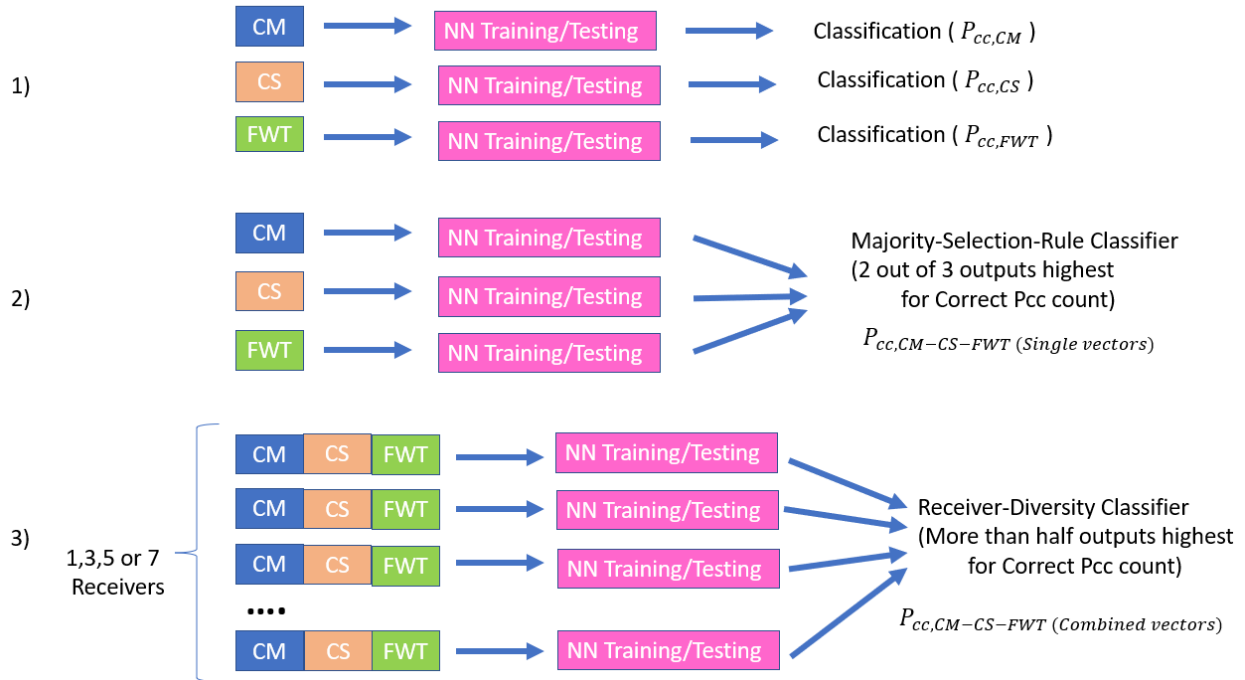 1)
CM
NN Training/Testing
Classification ( P_{cc,CM} )
CS
NN Training/Testing
Classification ( P_{cc,CS} )
FWT
NN Training/Testing
Classification ( P_{cc,FWT} )
2)
CM
NN Training/Testing
CS
NN Training/Testing
FWT
NN Training/Testing
Majority-Selection-Rule Classifier
(2 out of 3 outputs highest
for Correct Pcc count)
P_{cc,CM−CS−FWT (Single vectors)}
3)
1,3,5 or 7
Receivers
CM CS FWT
NN Training/Testing
CM CS FWT
NN Training/Testing
CM CS FWT
NN Training/Testing
....
CM CS FWT
NN Training/Testing
Receiver-Diversity Classifier
(More than half outputs highest
for Correct Pcc count)
P_{cc,CM−CS−FWT (Combined vectors)}